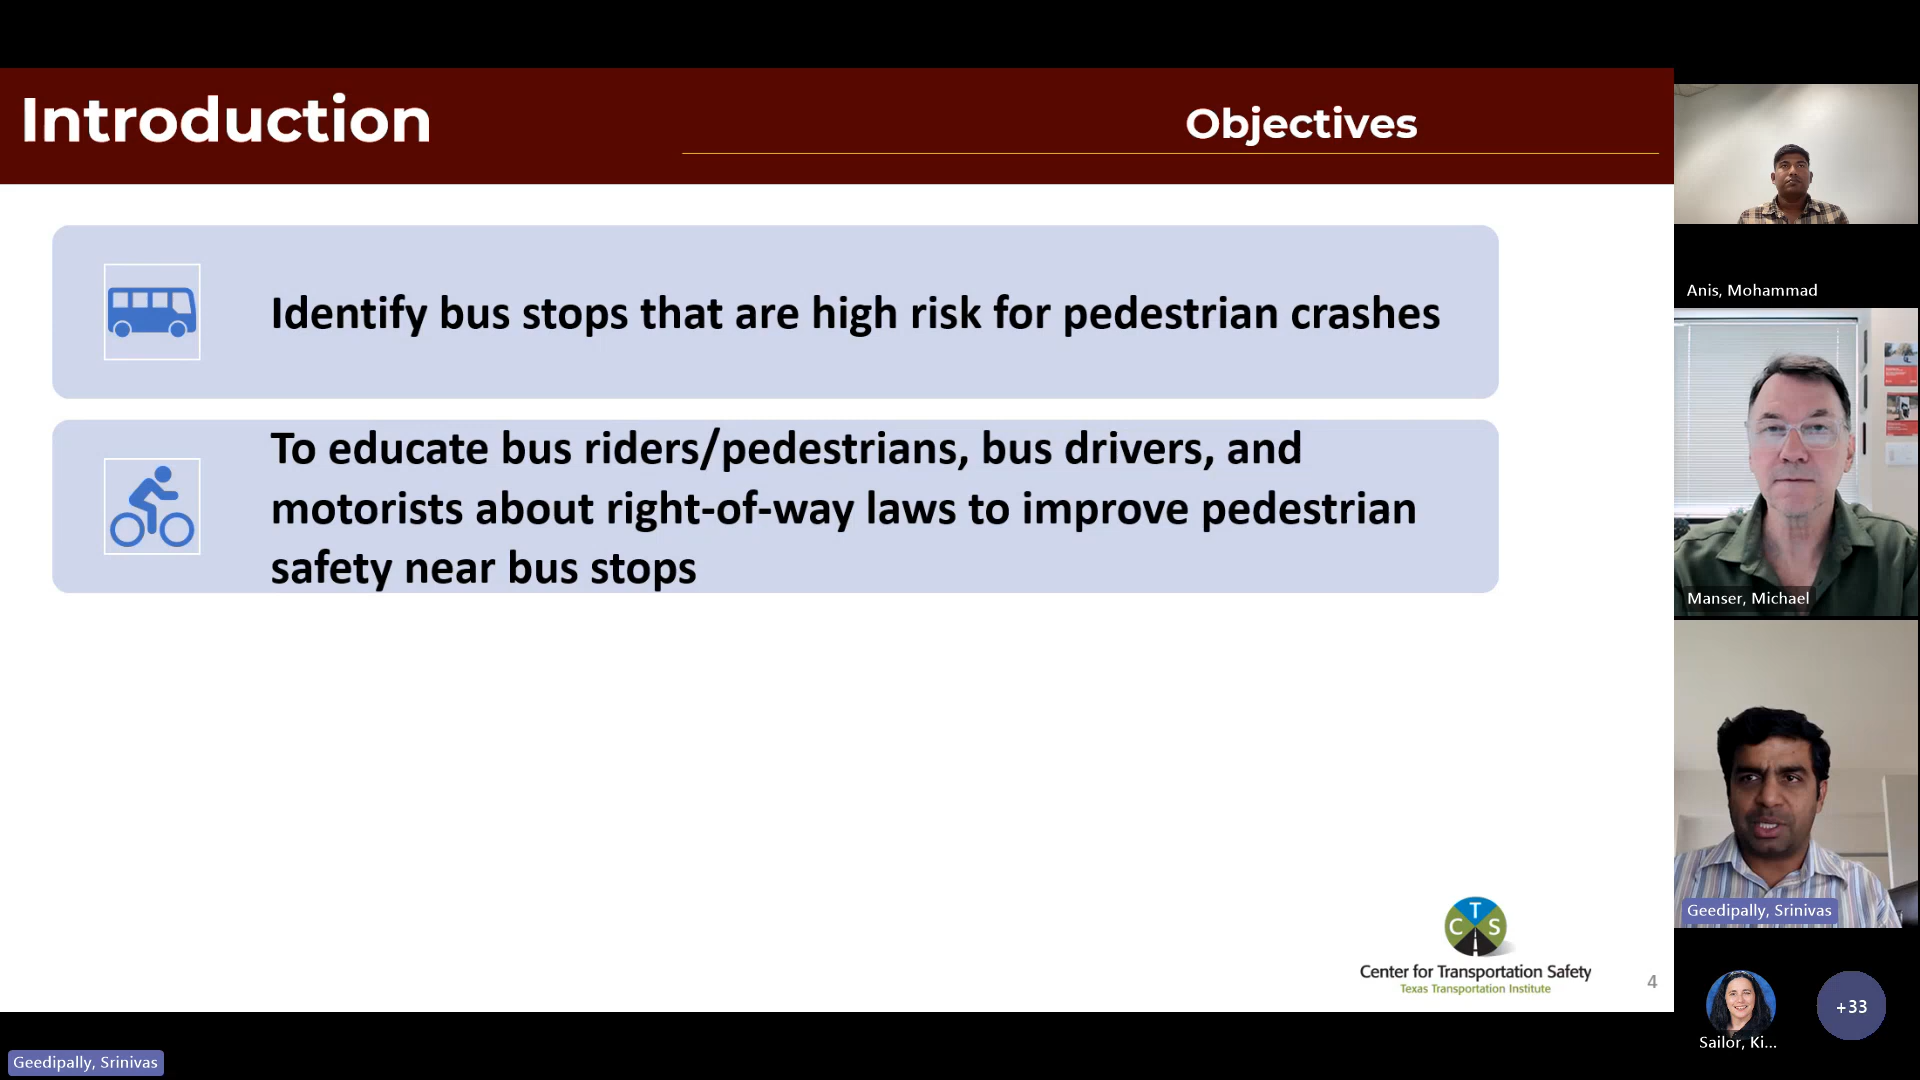 Introduction
Objectives
Identify bus stops that are high risk for pedestrian crashes
To educate bus riders/pedestrians, bus drivers, and
motorists about right-of-way laws to improve pedestrian
safety near bus stops
T
C S
Center for Transportation Safety
Texas Transportation Institute
4
Anis, Mohammad
Manser, Michael
Geedipally, Srinivas
Sailor, Ki...
+33
Geedipally, Srinivas